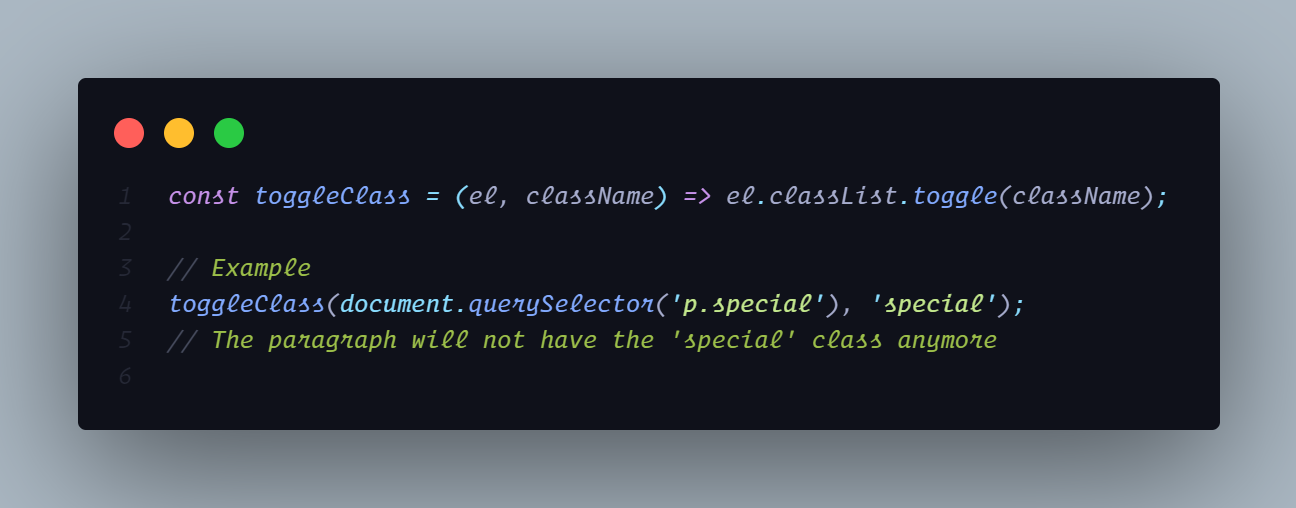 1 const toggleClass = (el, className) => el.classList.toggle(className);
2
3 // Example
4 toggleClass(document.querySelector('p.special'), 'special');
5 // The paragraph will not have the 'special' class anymore
6